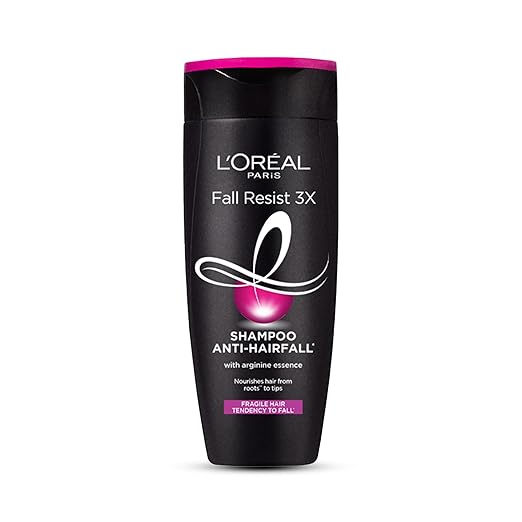 L'ORÉAL
PARIS
Fall Resist 3X
SHAMPOO
ANTI-HAIRFALL*
with arginine essence
Nourishes hair from
roots** to tips
FRAGILE HAIR
TENDENCY TO FALL*